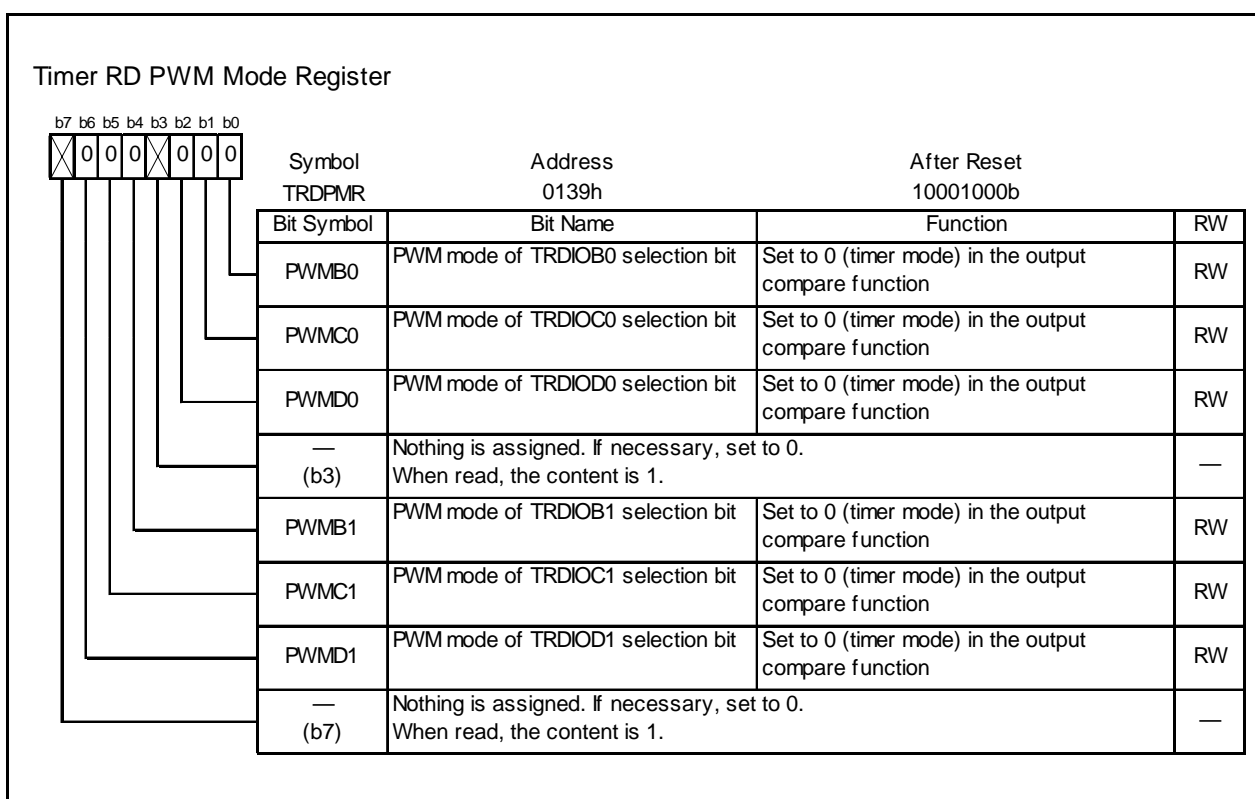 Timer RD PWM Mode Register
b7 b6 b5 b4 b3 b2 b1 b0
0 0 0 0 0 0
Symbol Address After Reset
TRDPMR 0139h 10001000b
Bit Symbol Bit Name Function RW
PWMB0 PWM mode of TRDIOB0 selection bit Set to 0 (timer mode) in the output RW
compare function
PWMC0 PWM mode of TRDIOC0 selection bit Set to 0 (timer mode) in the output RW
compare function
PWMD0 PWM mode of TRDIOD0 selection bit Set to 0 (timer mode) in the output RW
compare function
— Nothing is assigned. If necessary, set to 0. —
(b3) When read, the content is 1.
PWMB1 PWM mode of TRDIOB1 selection bit Set to 0 (timer mode) in the output RW
compare function
PWMC1 PWM mode of TRDIOC1 selection bit Set to 0 (timer mode) in the output RW
compare function
PWMD1 PWM mode of TRDIOD1 selection bit Set to 0 (timer mode) in the output RW
compare function
— Nothing is assigned. If necessary, set to 0. —
(b7) When read, the content is 1.